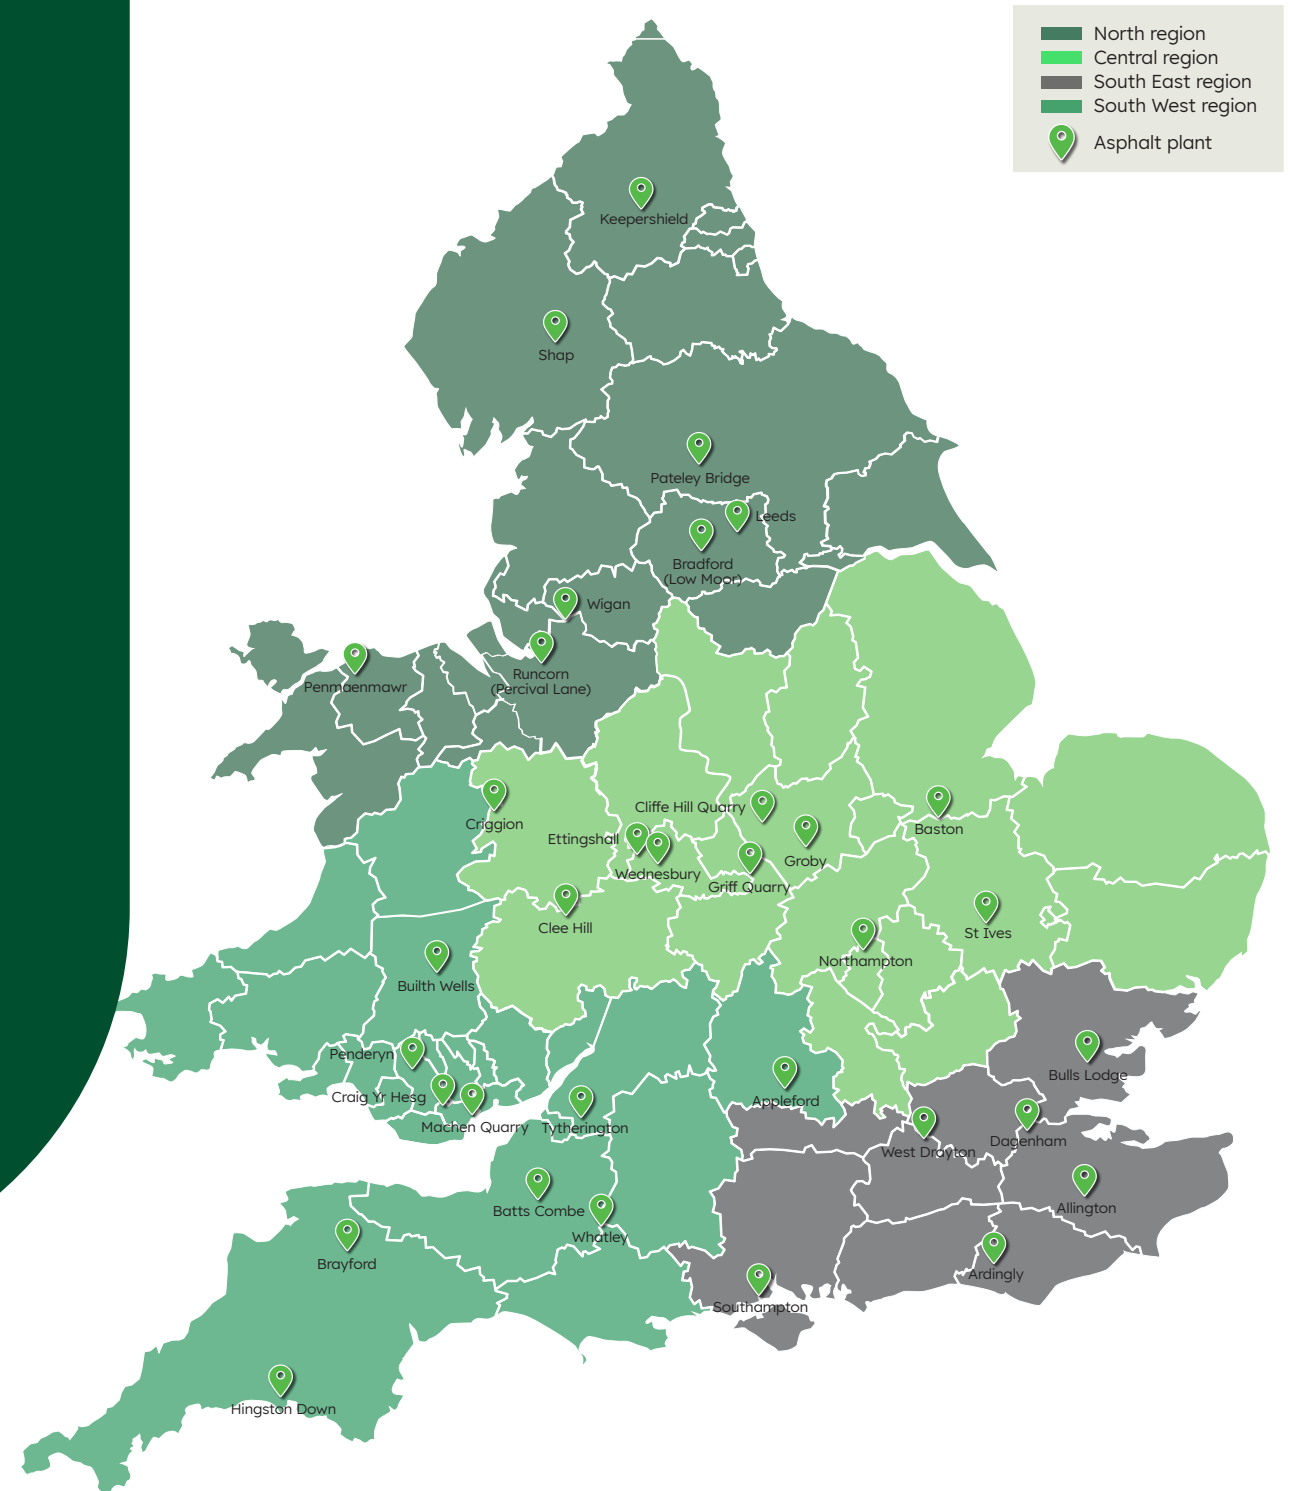 North region
Central region
South East region
South West region
Asphalt plant
Keepershield
Shap
Pateley Bridge
Leeds
Bradford
(Low Moor)
Wigan
Runcorn
(Percival Lane)
Penmaenmawr
Criggion
Cliffe Hill Quarry
Ettingshall
Baston
Groby
Wednesbury
Griff Quarry
Clee Hill
St Ives
Northampton
Builth Wells
Penderyn
Bulls Lodge
Craig Yr Hesg
Appleford
Machen Quarry
Tytherington
Dagenham
West Drayton
Batts Combe
Allington
Whatley
Brayford
Ardingly
Southampton
Hingston Down